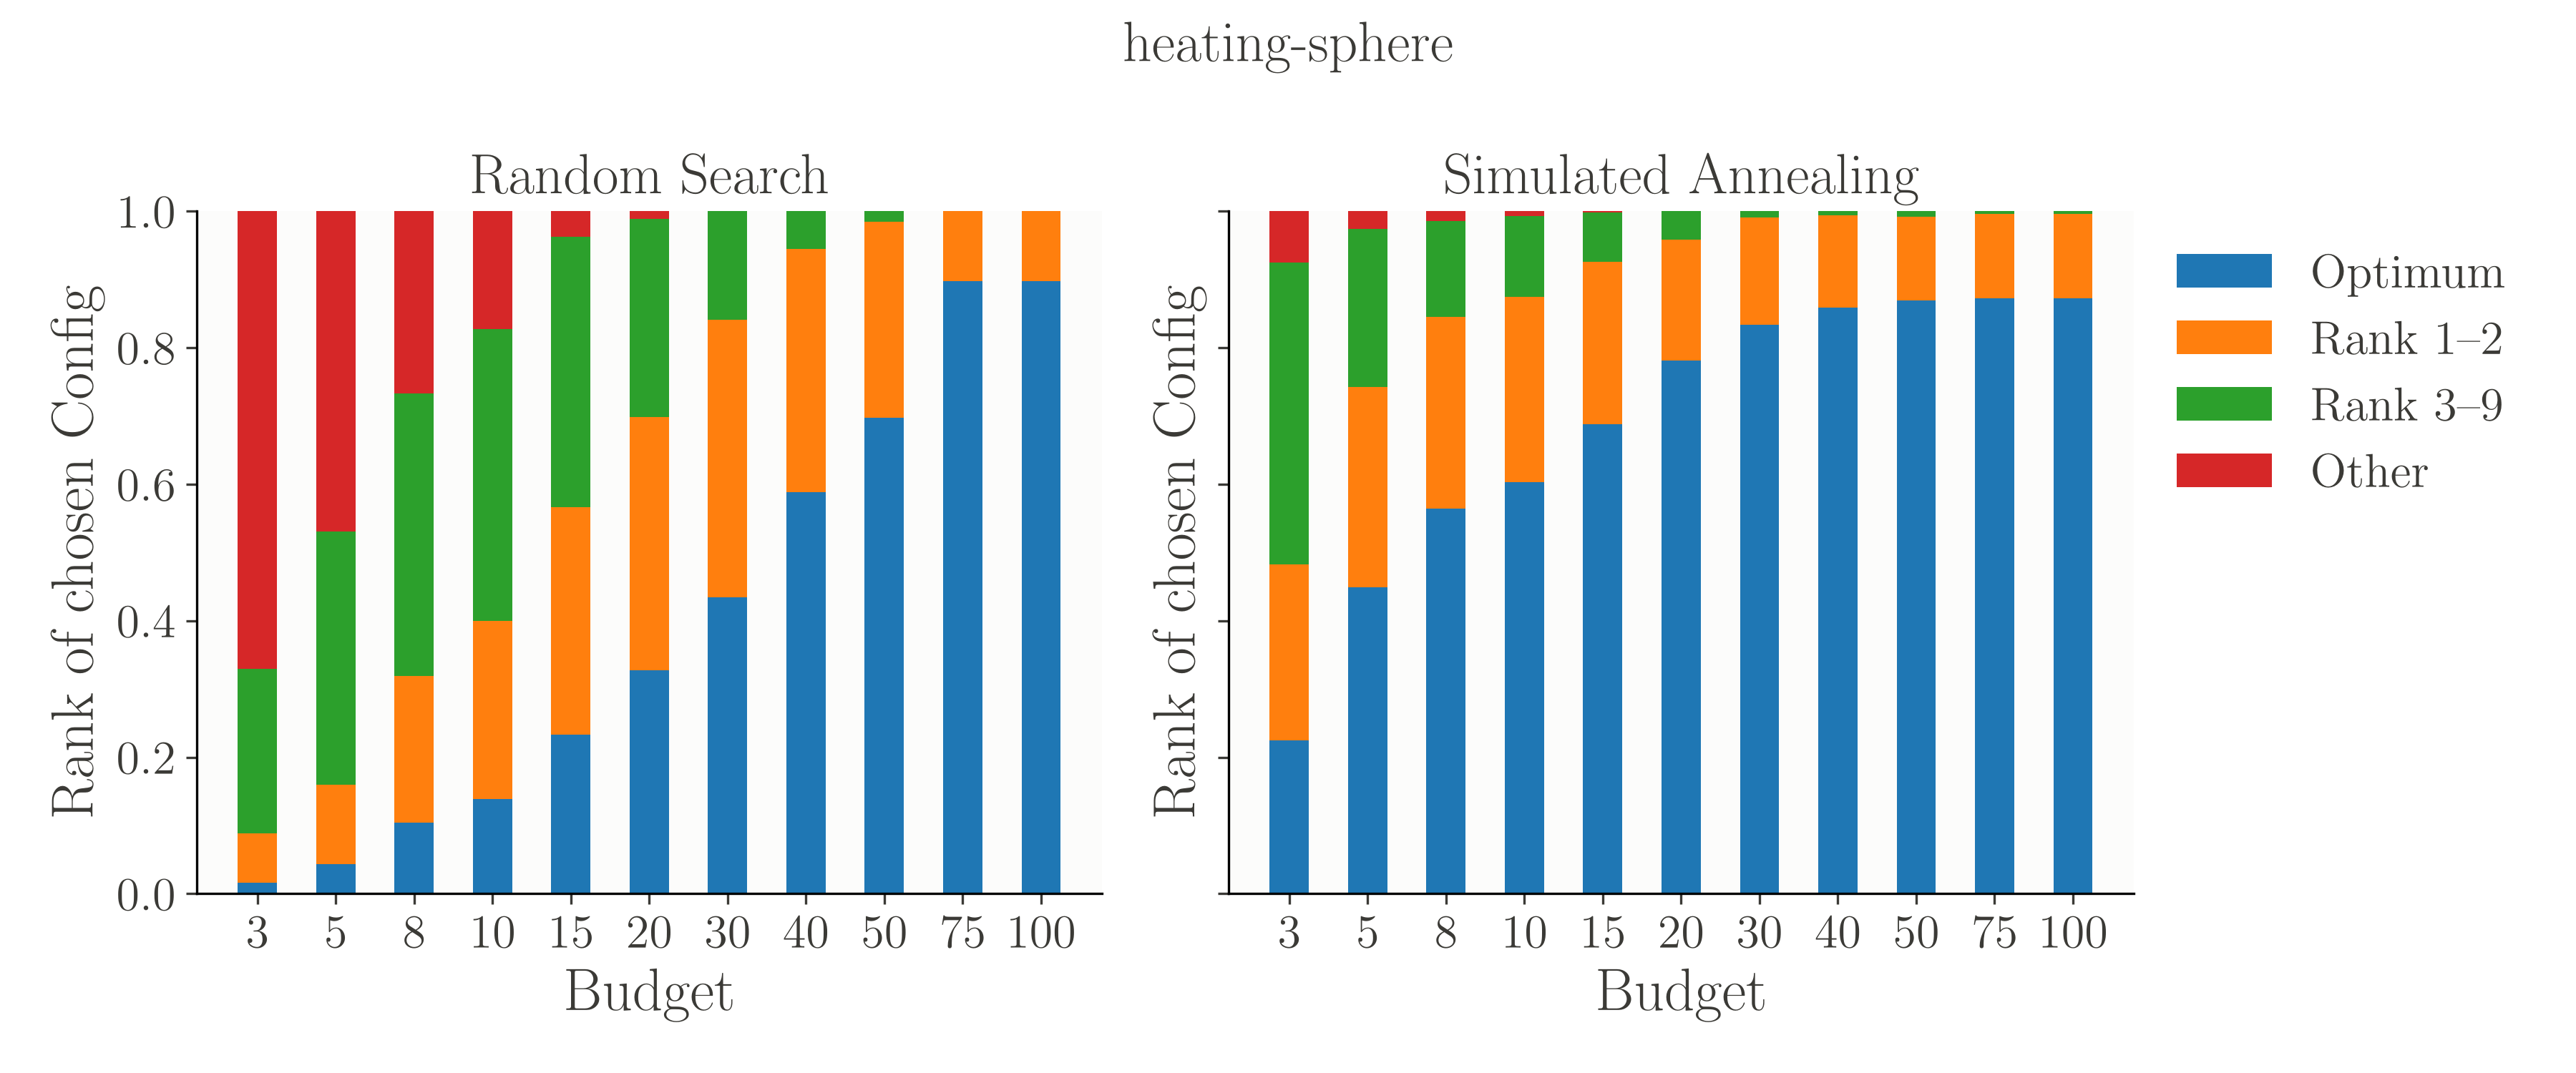 heating-sphere
Random Search
Rank of chosen Config
1.0
0.8
0.6
0.4
0.2
0.0
3 5 8 10 15 20 30 40 50 75 100
Budget
Simulated Annealing
Rank of chosen Config
3 5 8 10 15 20 30 40 50 75 100
Budget
Optimum
Rank 1–2
Rank 3–9
Other